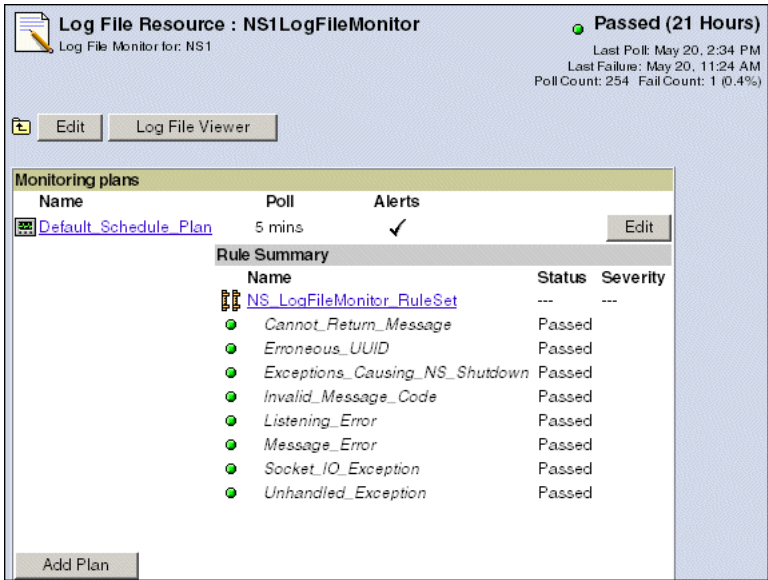 Log File Resource : NS1LogFileMonitor
Log File Monitor for: NS1
Passed (21 Hours)
Last Poll: May 20, 2:34 PM
Last Failure: May 20, 11:24 AM
Poll Count: 254 Fail Count: 1 (0.4%)
Edit Log File Viewer
Monitoring plans
Name Poll Alerts
Default_Schedule_Plan 5 mins Edit
Rule Summary
Name Status Severity
NS_LogFileMonitor_RuleSet --- ---
Cannot_Return_Message Passed
Erroneous_UUID Passed
Exceptions_Causing_NS_Shutdown Passed
Invalid_Message_Code Passed
Listening_Error Passed
Message_Error Passed
Socket_IO_Exception Passed
Unhandled_Exception Passed
Add Plan